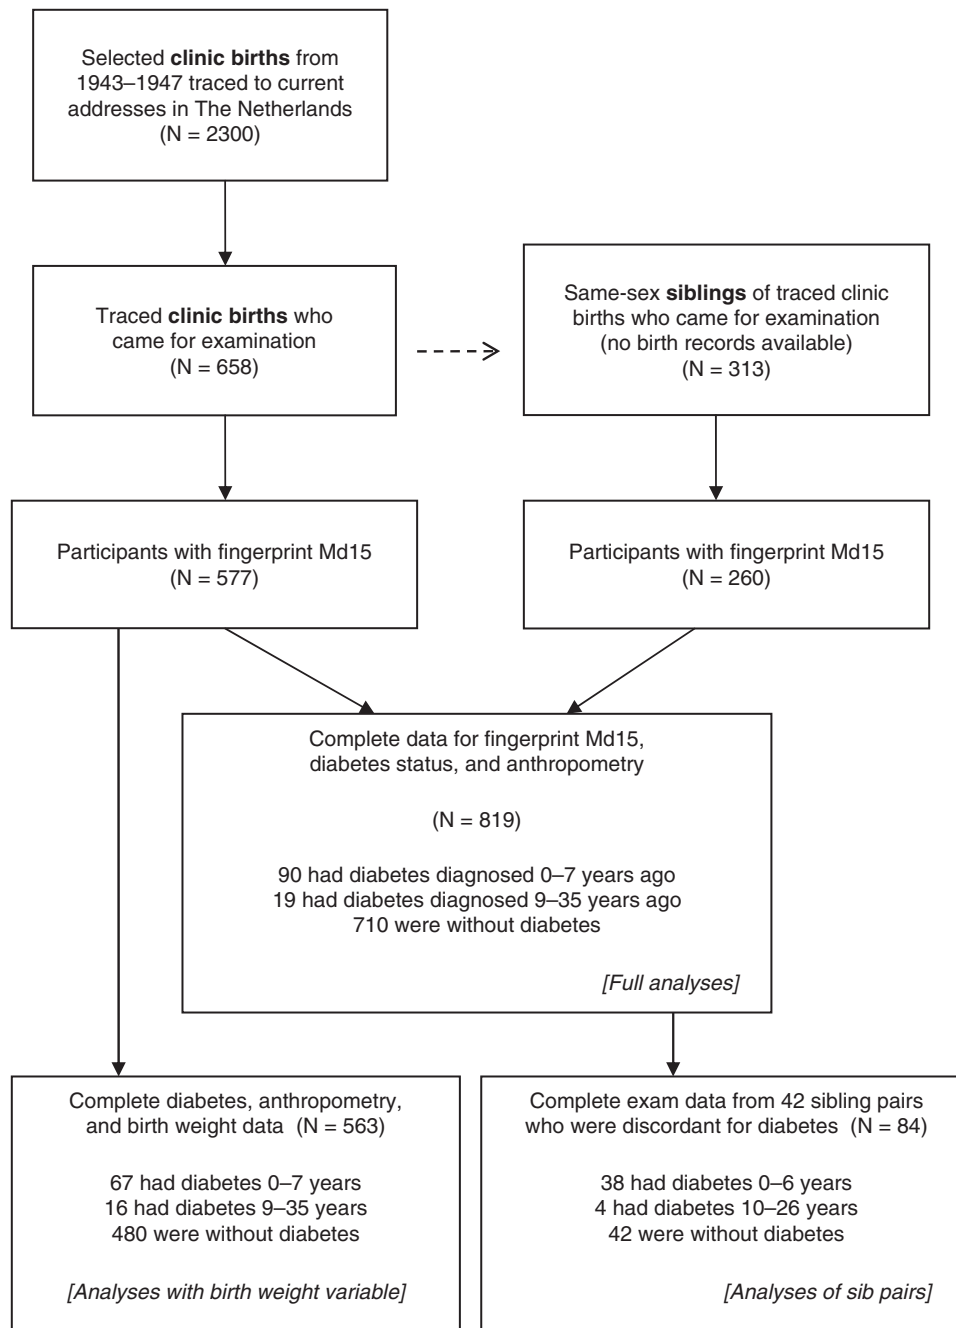 Selected clinic births from
1943–1947 traced to current
addresses in The Netherlands
(N = 2300)
Traced clinic births who
came for examination
(N = 658)
Same-sex siblings of traced clinic
births who came for examination
(no birth records available)
(N = 313)
Participants with fingerprint Md15
(N = 577)
Participants with fingerprint Md15
(N = 260)
Complete data for fingerprint Md15,
diabetes status, and anthropometry
(N = 819)
90 had diabetes diagnosed 0–7 years ago
19 had diabetes diagnosed 9–35 years ago
710 were without diabetes
[Full analyses]
Complete diabetes, anthropometry,
and birth weight data (N = 563)
67 had diabetes 0–7 years
16 had diabetes 9–35 years
480 were without diabetes
[Analyses with birth weight variable]
Complete exam data from 42 sibling pairs
who were discordant for diabetes (N = 84)
38 had diabetes 0–6 years
4 had diabetes 10–26 years
42 were without diabetes
[Analyses of sib pairs]